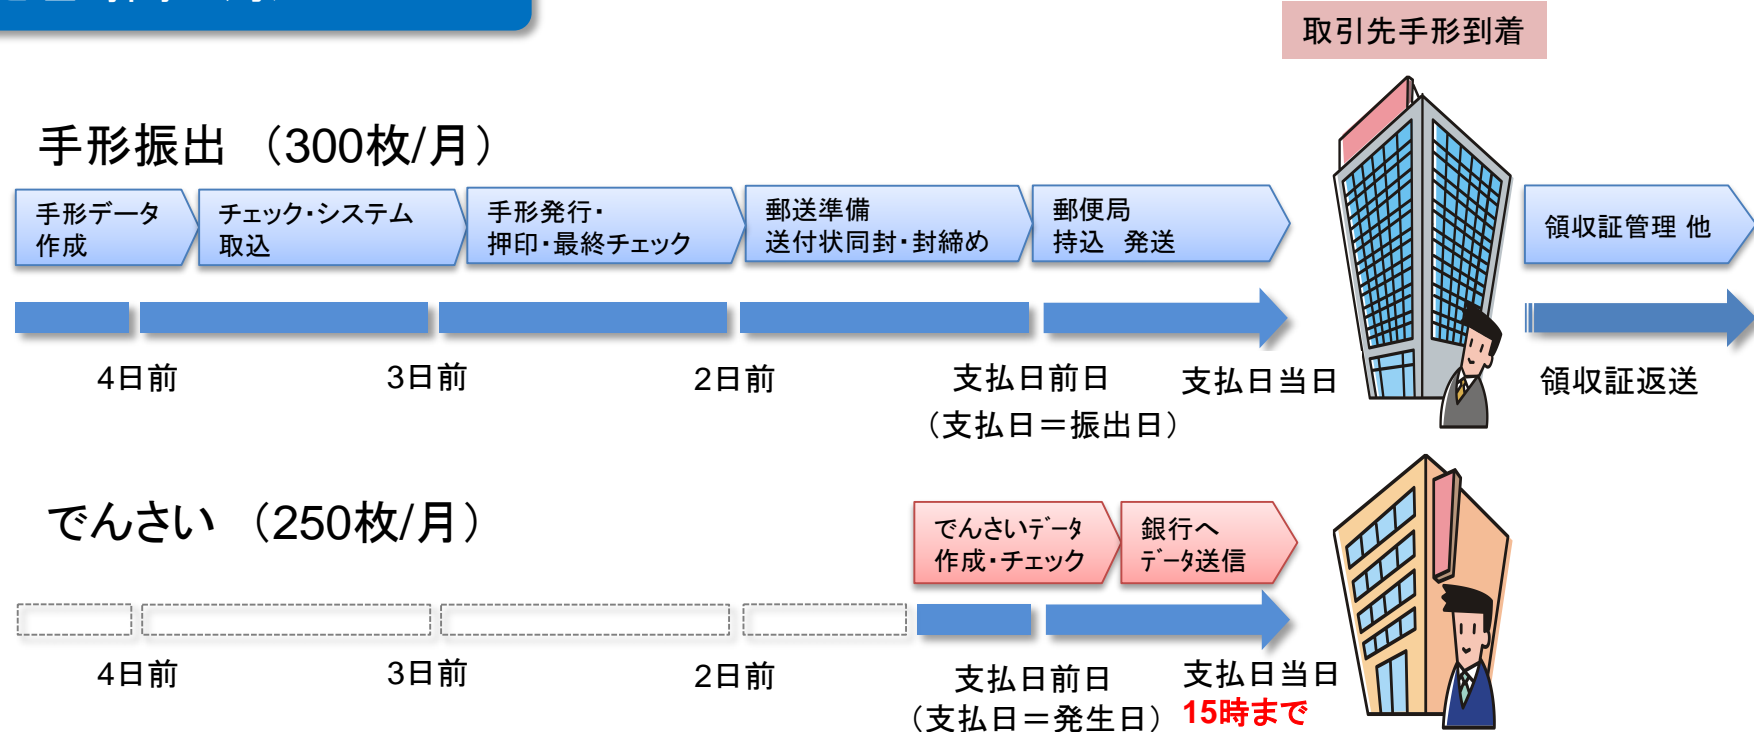 取引先手形到着
手形振出 （300枚/月）
手形データ
作成
チェック・システム
取込
手形発行・
押印・最終チェック
郵送準備
送付状同封・封締め
郵便局
持込 発送
領収証管理 他
4日前
3日前
2日前
支払日前日
（支払日＝振出日）
支払日当日
領収証返送
でんさい （250枚/月）
でんさいﾃﾞｰﾀ
作成・チェック
銀行へ
ﾃﾞｰﾀ送信
4日前
3日前
2日前
支払日前日
（支払日＝発生日）
支払日当日
15時まで